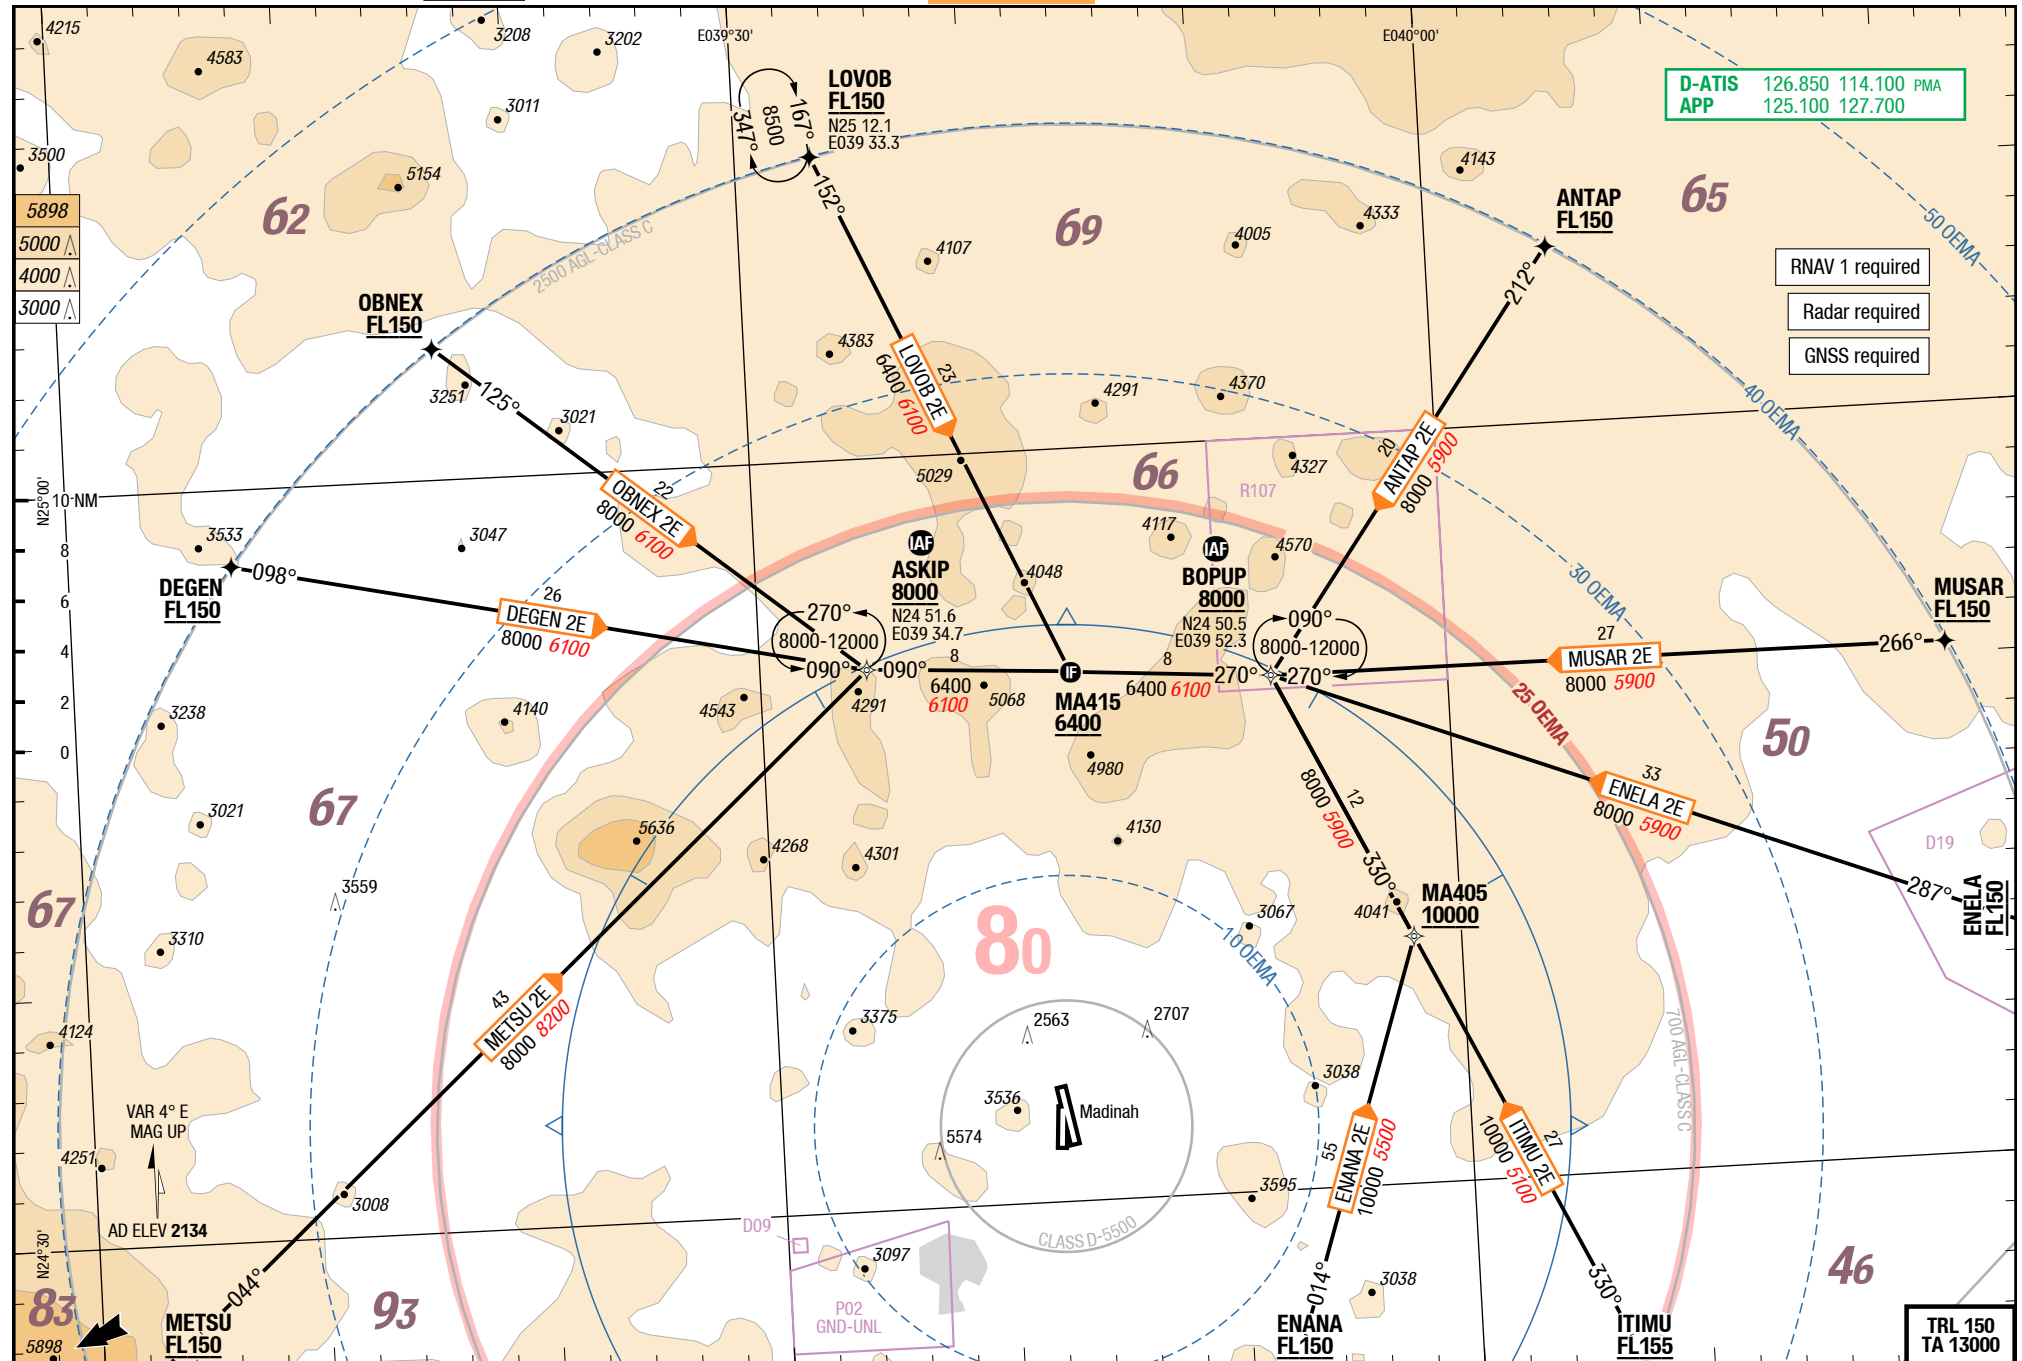 4215
4583
3208
3202
E039°30'
E040°00'
3011
3500
5154
5898
5000
4000
3000
62
2500 AGL-CLASS C
LOVOB
FL150
N25 12.1
E039 33.3
167°
8500
347°
152°
D-ATIS 126.850 114.100 PMA
APP 125.100 127.700
4143
4333
4005
4107
69
65
ANTAP
FL150
212°
50 OEMA
RNAV 1 required
Radar required
GNSS required
OBNEX
FL150
125°
3251
3021
4383
LOVOB 2E
23
6400 6100
4291
4370
40 OEMA
ANTAP 2E
20
8000 5900
5029
66
4327
R107
N25°00'
10 NM
8
6
4
2
0
3533
3047
OBNEX 2E
22
8000 6100
DEGEN
FL150
098°
26
DEGEN 2E
8000 6100
IAF
ASKIP
8000
N24 51.6
E039 34.7
4048
4117
4570
IAF
BOPUP
8000
N24 50.5
E039 52.3
30 OEMA
MUSAR
FL150
270°
8000-12000
090°
090°
8
6400
6100
5068
IF
MA415
6400
8
6400 6100
270°
090°
8000-12000
270°
27
MUSAR 2E
8000 5900
266°
25 OEMA
50
3238
4140
4543
4291
4980
3021
67
5636
4268
4301
4130
12
8000 5900
330°
33
ENELA 2E
8000 5900
287°
ENELA
FL150
D19
67
3559
3310
80
3067
10 OEMA
4041
MA405
10000
43
METSU 2E
8000 8200
3375
2563
2707
4124
3536
Madinah
5574
3038
700 AGL-CLASS C
VAR 4° E
MAG UP
4251
AD ELEV 2134
3008
55
ENANA 2E
10000 5500
27
ITIMU 2E
10000 5100
3595
CLASS D-5500
D09
3097
P02
GND-UNL
N24°30'
83
5898
044°
METSU
FL150
93
014°
ENANA
FL150
3038
330°
ITIMU
FL155
46
TRL 150
TA 13000